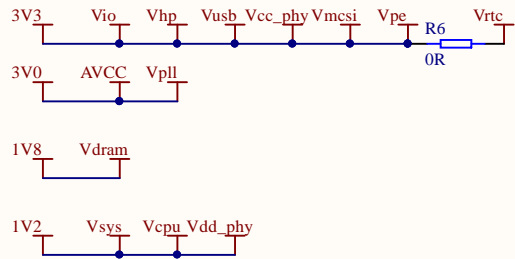 3V3 Vio Vhp Vusb Vcc_phy Vmcsi Vpe R6 Vrtc
0R
3V0 AVCC Vpll
1V8 Vdram
1V2 Vsys Vcpu Vdd_phy